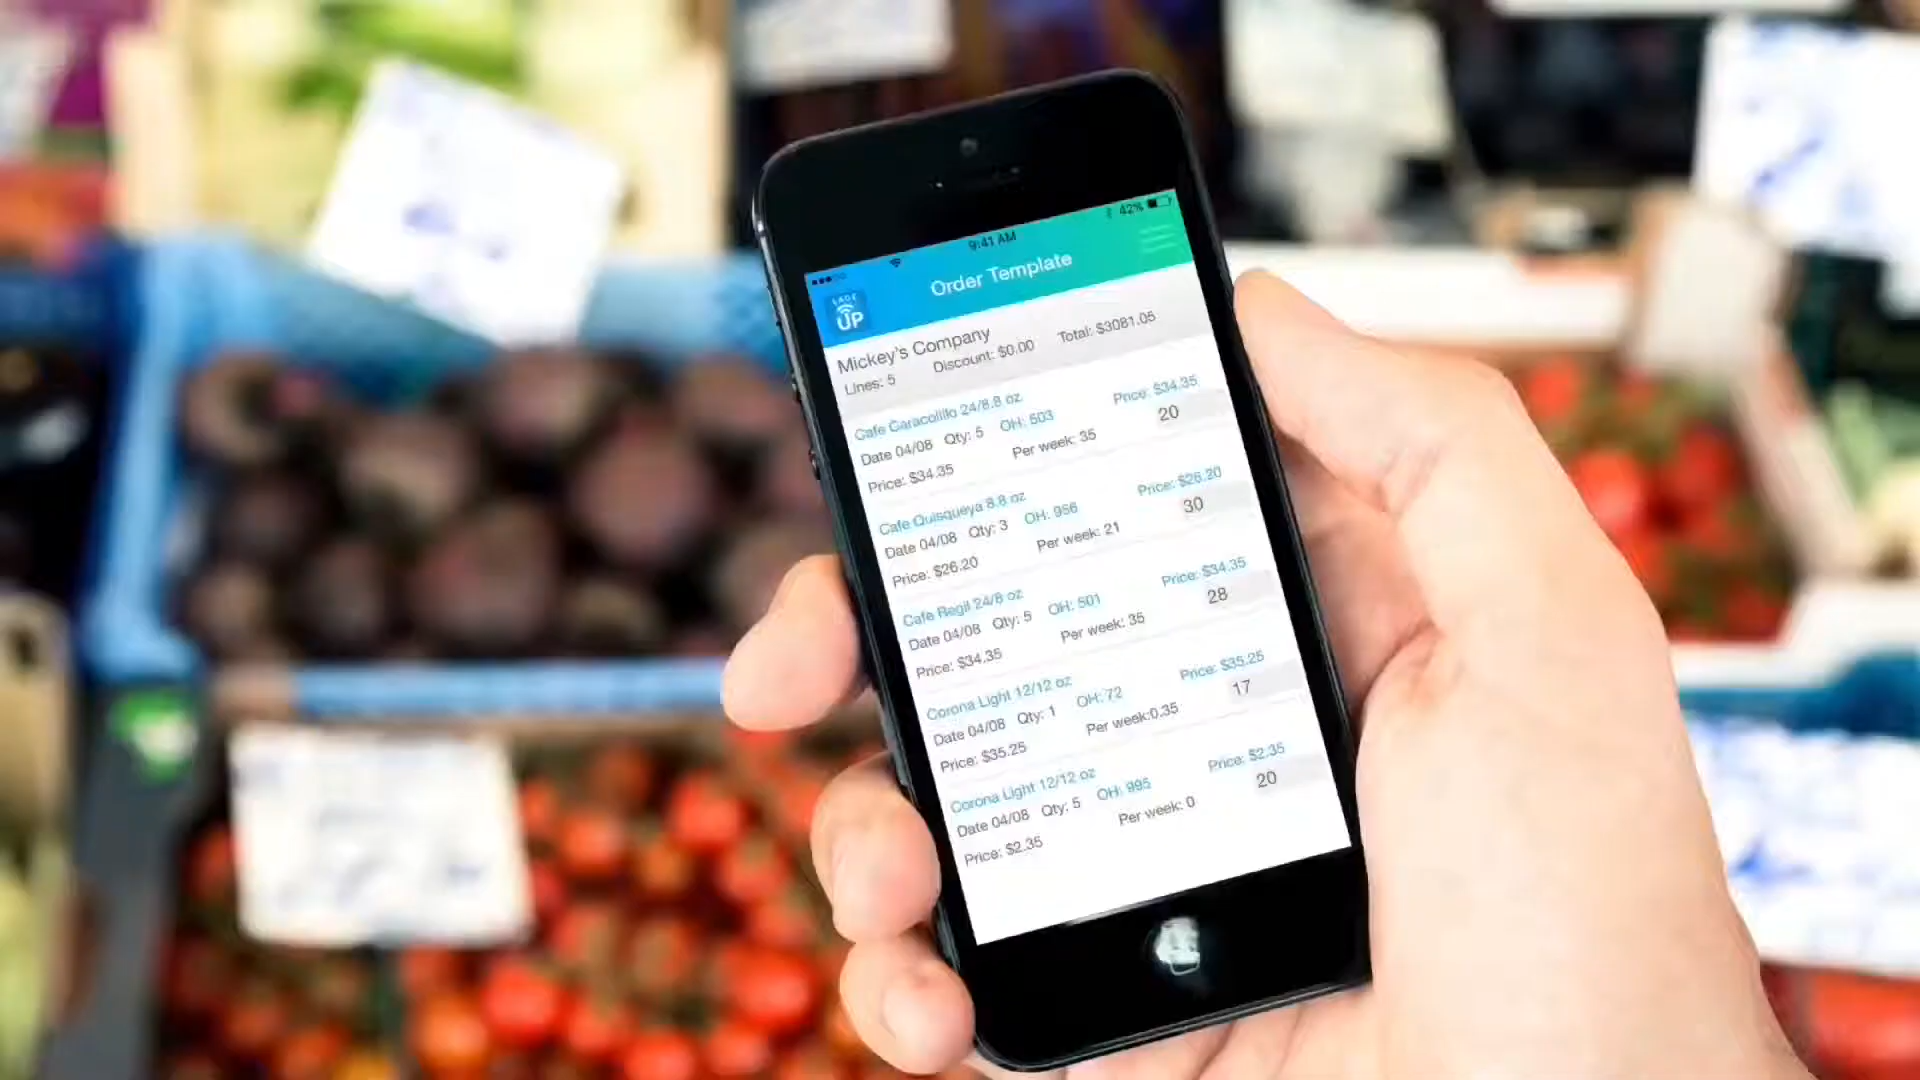 42%
9:41 AM
Order Template
SAGE
UP
Mickey's Company
Lines: 5 Discount: $0.00 Total: $3081.05
Cafe Garacolillo 24/8.8 oz
Date 04/08 Qty: 5 OH: 503 Price: $34.35
Price: $34.35 Per week: 35 20
Cafe Quisqueya 8.8 oz
Date 04/08 Qty: 3 OH: 986 Price: $26.20
Price: $26.20 Per week: 21 30
Cafe Regil 24/8 oz
Date 04/08 Qty: 5 OH: 501 Price: $34.35
Price: $34.35 Per week: 35 28
Corona Light 12/12 oz
Date 04/08 Qty: 1 OH: 72 Price: $35.25
Price: $35.25 Per week:0.35 17
Corona Light 12/12 oz
Date 04/08 Qty: 5 OH: 995 Price: $2.35
Price: $2.35 Per week: 0 20